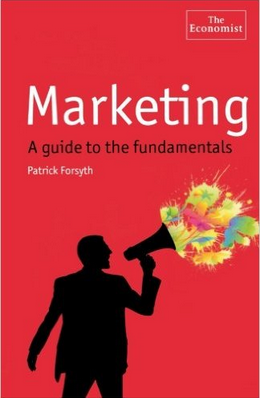 The
Economist
Marketing
A guide to the fundamentals
Patrick Forsyth